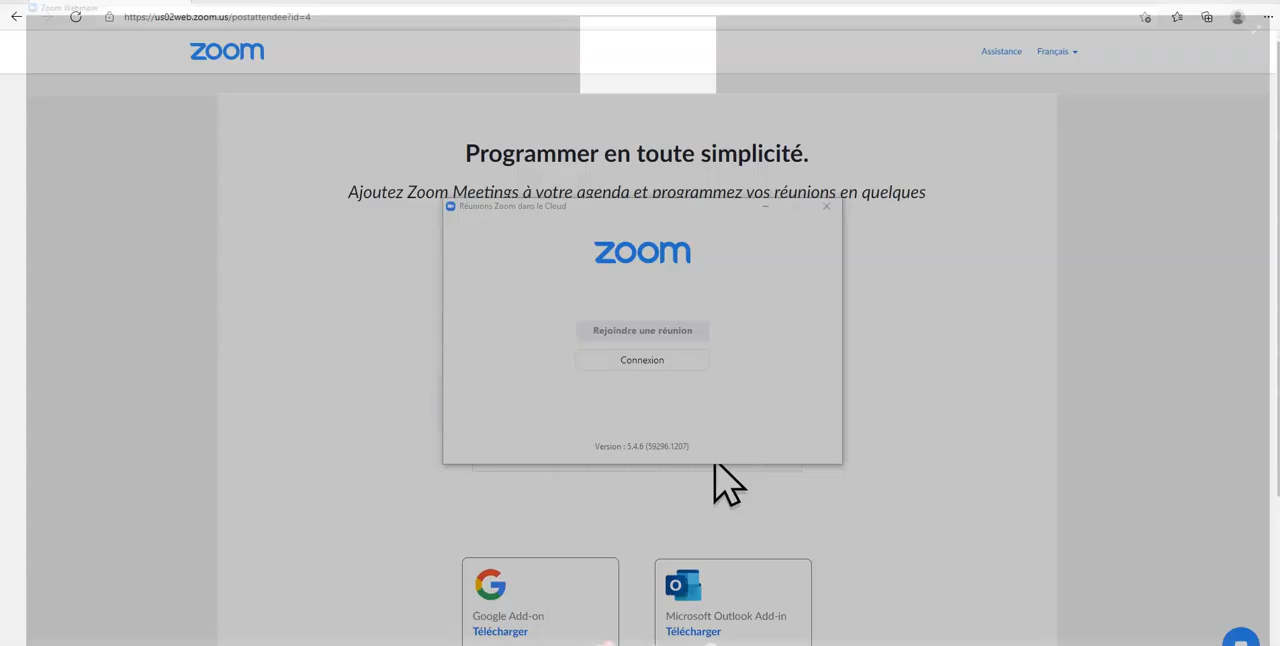 Zoom Webinaire
https://us02web.zoom.us/postattendee?id=4
zoom
Assistance
Français
Programmer en toute simplicité.
Ajoutez Zoom Meetings à votre agenda et programmez vos réunions en quelques
Réunions Zoom dans le Cloud
zoom
Rejoindre une réunion
Connexion
Version : 5.4.6 (59296.1207)
Google Add-on
Télécharger
Microsoft Outlook Add-in
Télécharger